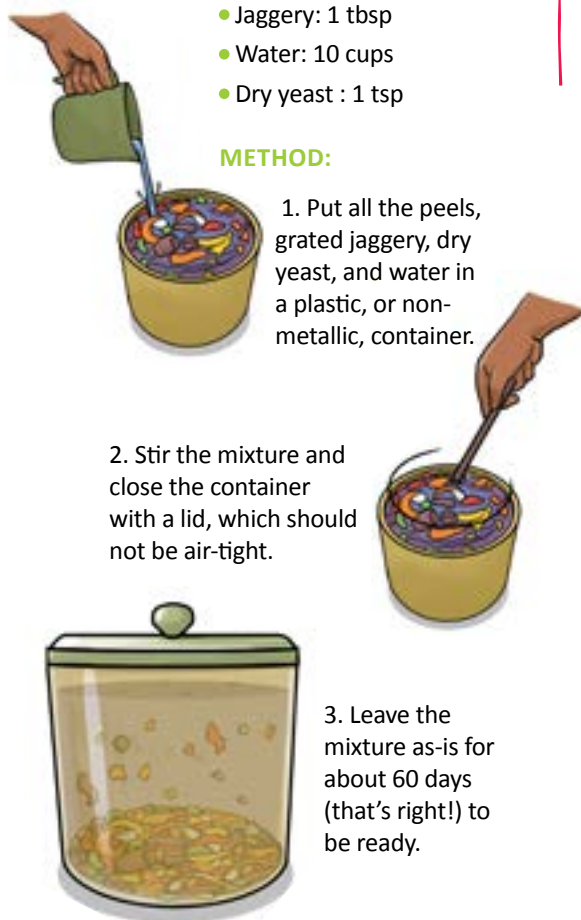 • Jaggery: 1 tbsp
• Water: 10 cups
• Dry yeast : 1 tsp
METHOD:
1. Put all the peels,
grated jaggery, dry
yeast, and water in
a plastic, or non-
metallic, container.
2. Stir the mixture and
close the container
with a lid, which should
not be air-tight.
3. Leave the
mixture as-is for
about 60 days
(that’s right!) to
be ready.